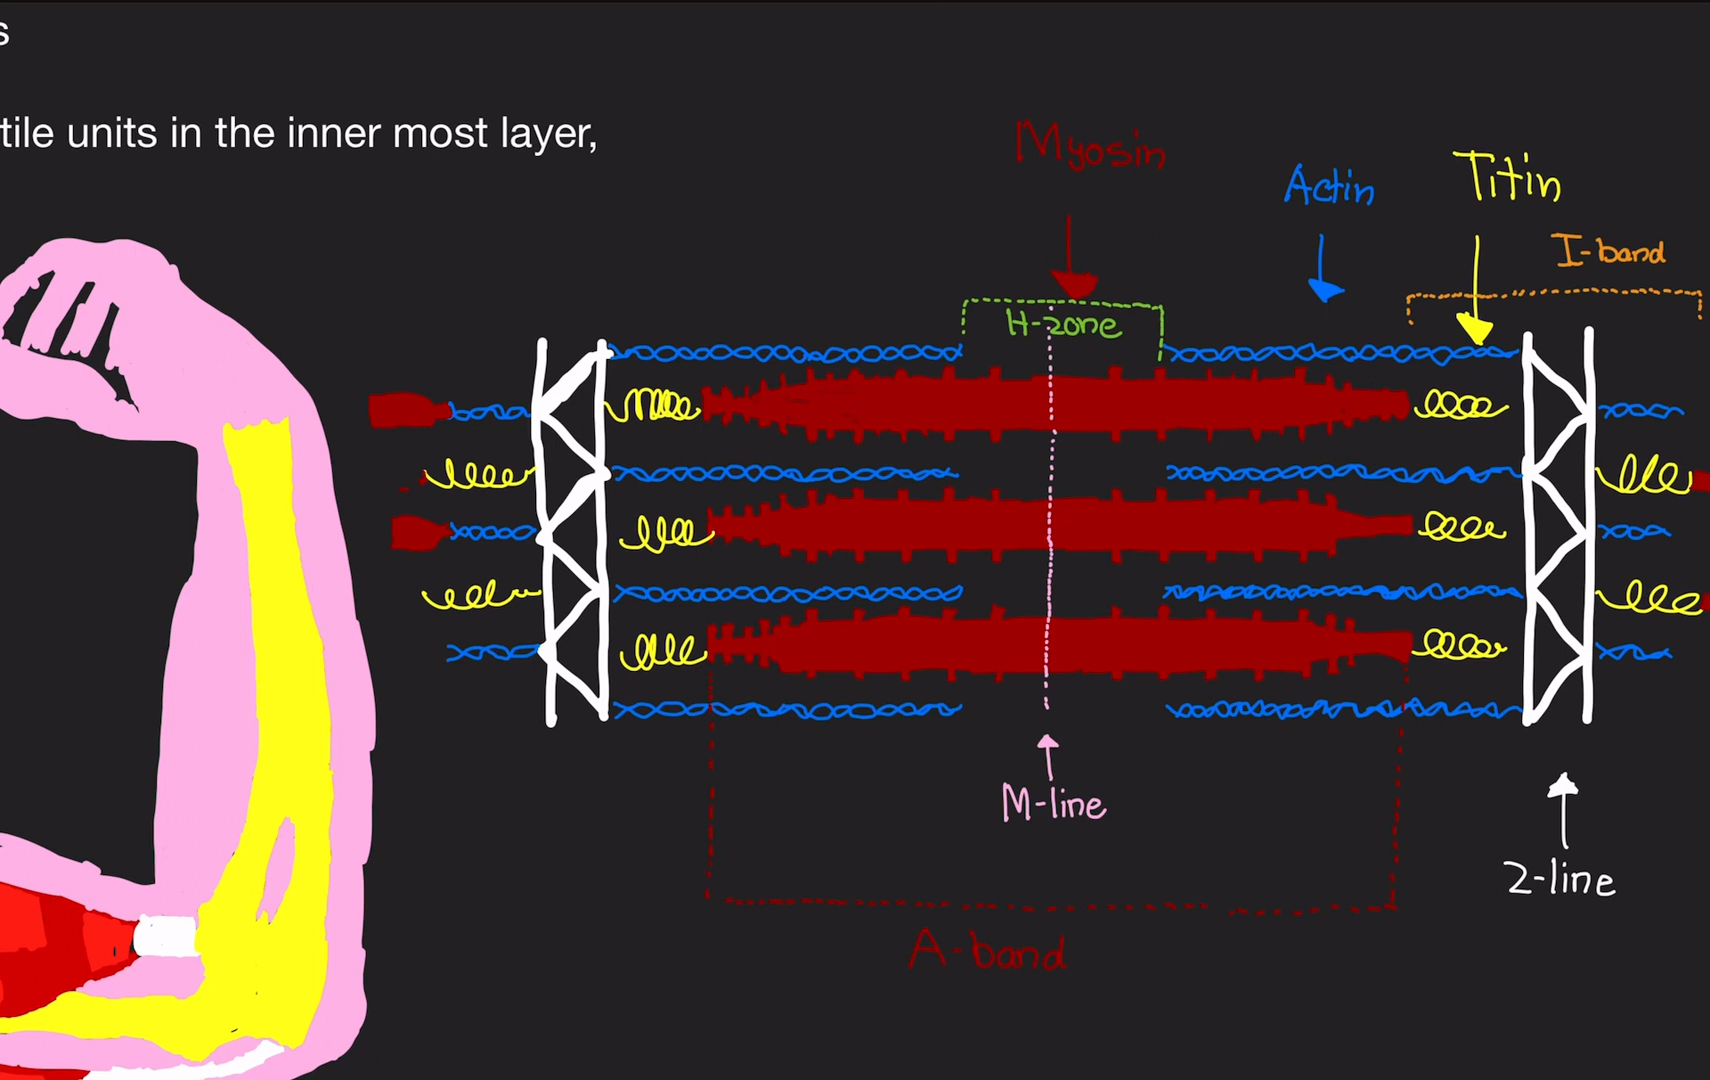 s
tile units in the inner most layer,
Myosin
Actin
Titin
I-band
H-zone
M-line
Z-line
A-band